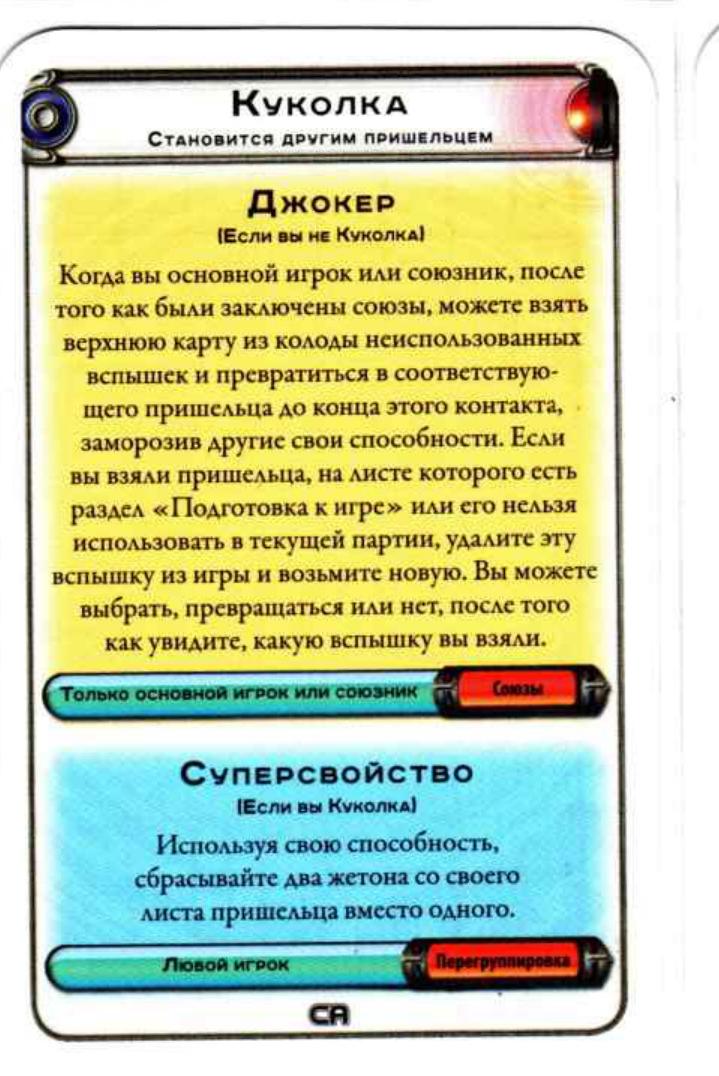 Куколка
Становится другим пришельцем
Джокер
(Если вы не Куколка)
Когда вы основной игрок или союзник, после
того как были заключены союзы, можете взять
верхнюю карту из колоды неиспользованных
вспышек и превратиться в соответствую-
щего пришельца до конца этого контакта,
заморозив другие свои способности. Если
вы взяли пришельца, на листе которого есть
раздел «Подготовка к игре» или его нельзя
использовать в текущей партии, удалите эту
вспышку из игры и возьмите новую. Вы можете
выбрать, превращаться или нет, после того
как увидите, какую вспышку вы взяли.
Только основной игрок или союзник Союзы
Суперсвойство
(Если вы Куколка)
Используя свою способность,
сбрасывайте два жетона со своего
листа пришельца вместо одного.
Любой игрок Перегруппировка
CA